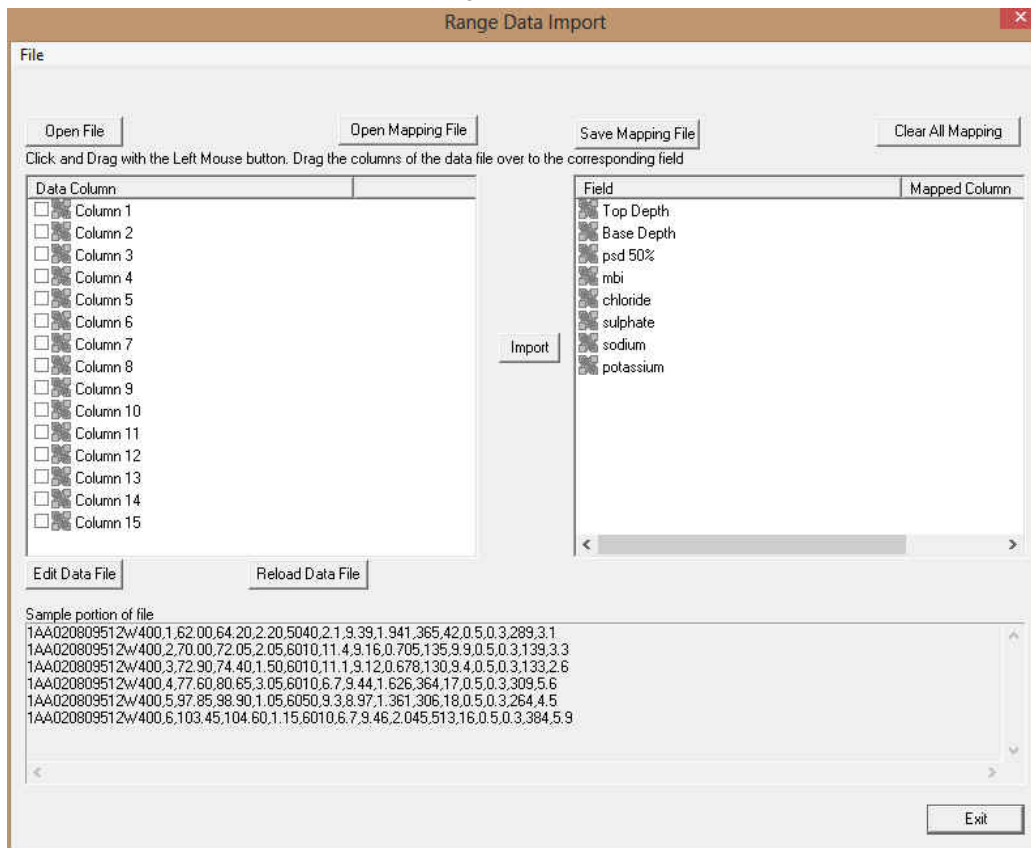 Range Data Import
File
Open File
Open Mapping File
Save Mapping File
Clear All Mapping
Click and Drag with the Left Mouse button. Drag the columns of the data file over to the corresponding field
Data Column
Column 1
Column 2
Column 3
Column 4
Column 5
Column 6
Column 7
Column 8
Column 9
Column 10
Column 11
Column 12
Column 13
Column 14
Column 15
Import
Field Mapped Column
Top Depth
Base Depth
psd 50%
mbi
chloride
sulphate
sodium
potassium
Edit Data File
Reload Data File
Sample portion of file
1AA020809512W400,1,62.00,64.20,2.20,5040,2.1,9.39,1.941,365,42,0.5,0.3,289,3.1
1AA020809512W400,2,70.00,72.05,2.05,6010,11.4,9.16,0.705,135,9.9,0.5,0.3,139,3.3
1AA020809512W400,3,72.90,74.40,1.50,6010,11.1,9.12,0.678,130,9.4,0.5,0.3,133,2.6
1AA020809512W400,4,77.60,80.65,3.05,6010,6.7,9.44,1.626,364,17,0.5,0.3,309,5.6
1AA020809512W400,5,97.85,98.90,1.05,6050,9.3,8.97,1.361,306,18,0.5,0.3,264,4.5
1AA020809512W400,6,103.45,104.60,1.15,6010,6.7,9.46,2.045,513,16,0.5,0.3,384,5.9
Exit